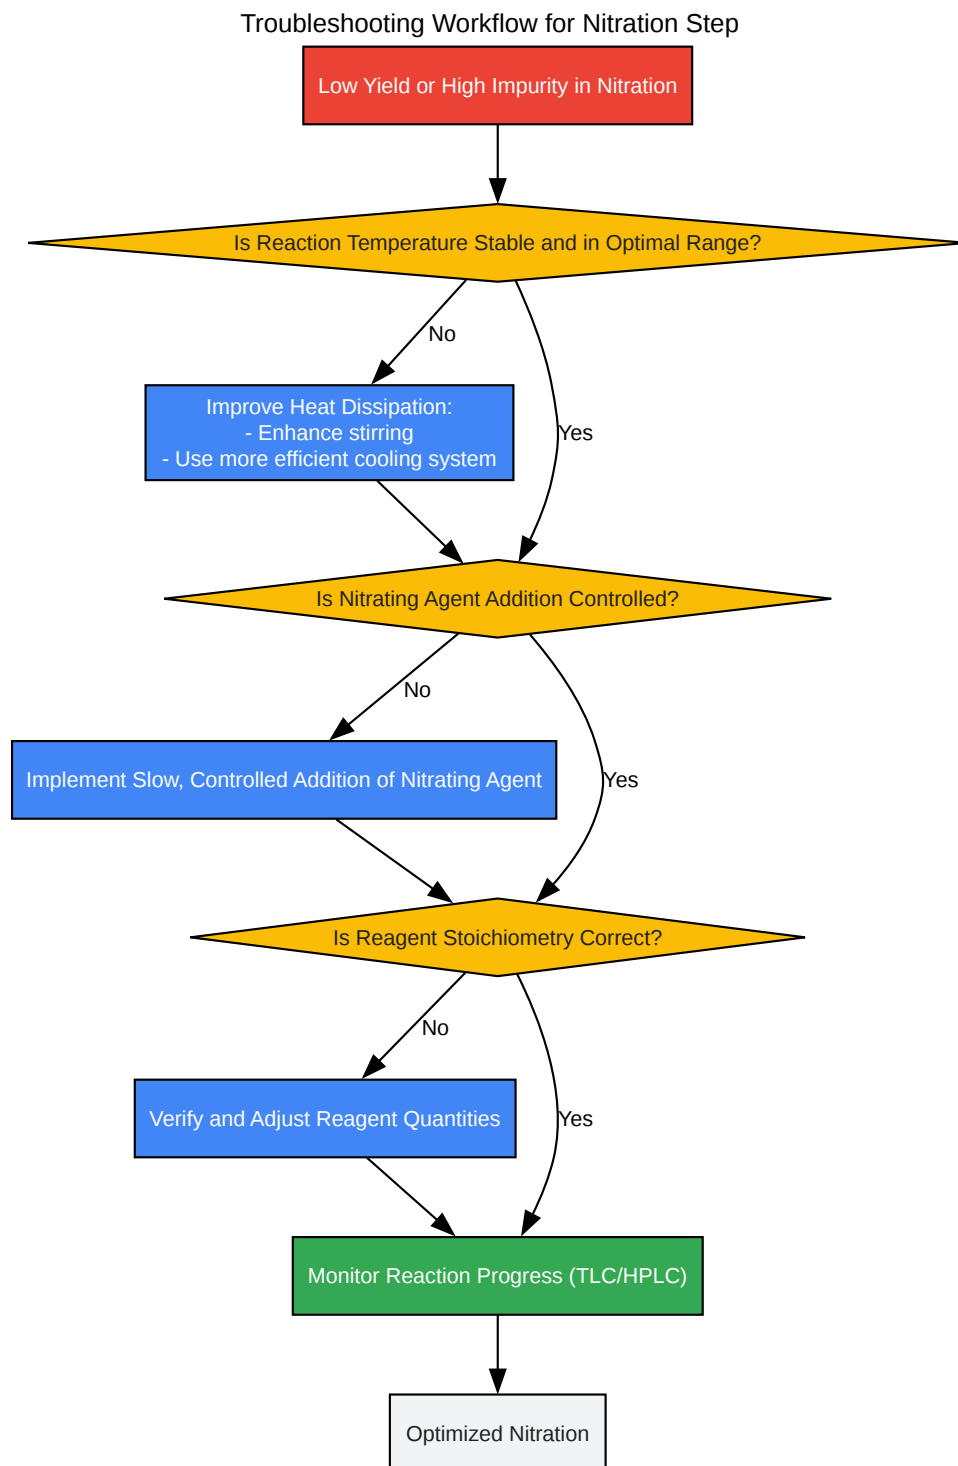 Troubleshooting Workflow for Nitration Step
Low Yield or High Impurity in Nitration
Is Reaction Temperature Stable and in Optimal Range?
No
Improve Heat Dissipation:
- Enhance stirring
- Use more efficient cooling system
Yes
Is Nitrating Agent Addition Controlled?
No
Implement Slow, Controlled Addition of Nitrating Agent
Yes
Is Reagent Stoichiometry Correct?
No
Verify and Adjust Reagent Quantities
Yes
Monitor Reaction Progress (TLC/HPLC)
Optimized Nitration